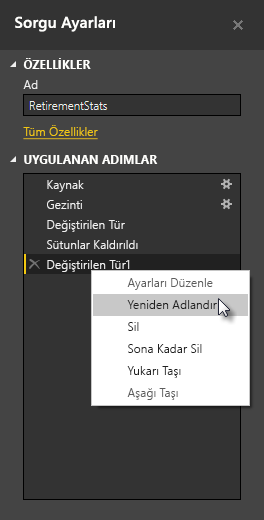 Sorgu Ayarları
ÖZELLİKLER
Ad
RetirementStats
Tüm Özellikler
UYGULANAN ADIMLAR
Kaynak
Gezinti
Değiştirilen Tür
Sütunlar Kaldırıldı
Değiştirilen Tür1
Ayarları Düzenle
Yeniden Adlandır
Sil
Sona Kadar Sil
Yukarı Taşı
Aşağı Taşı